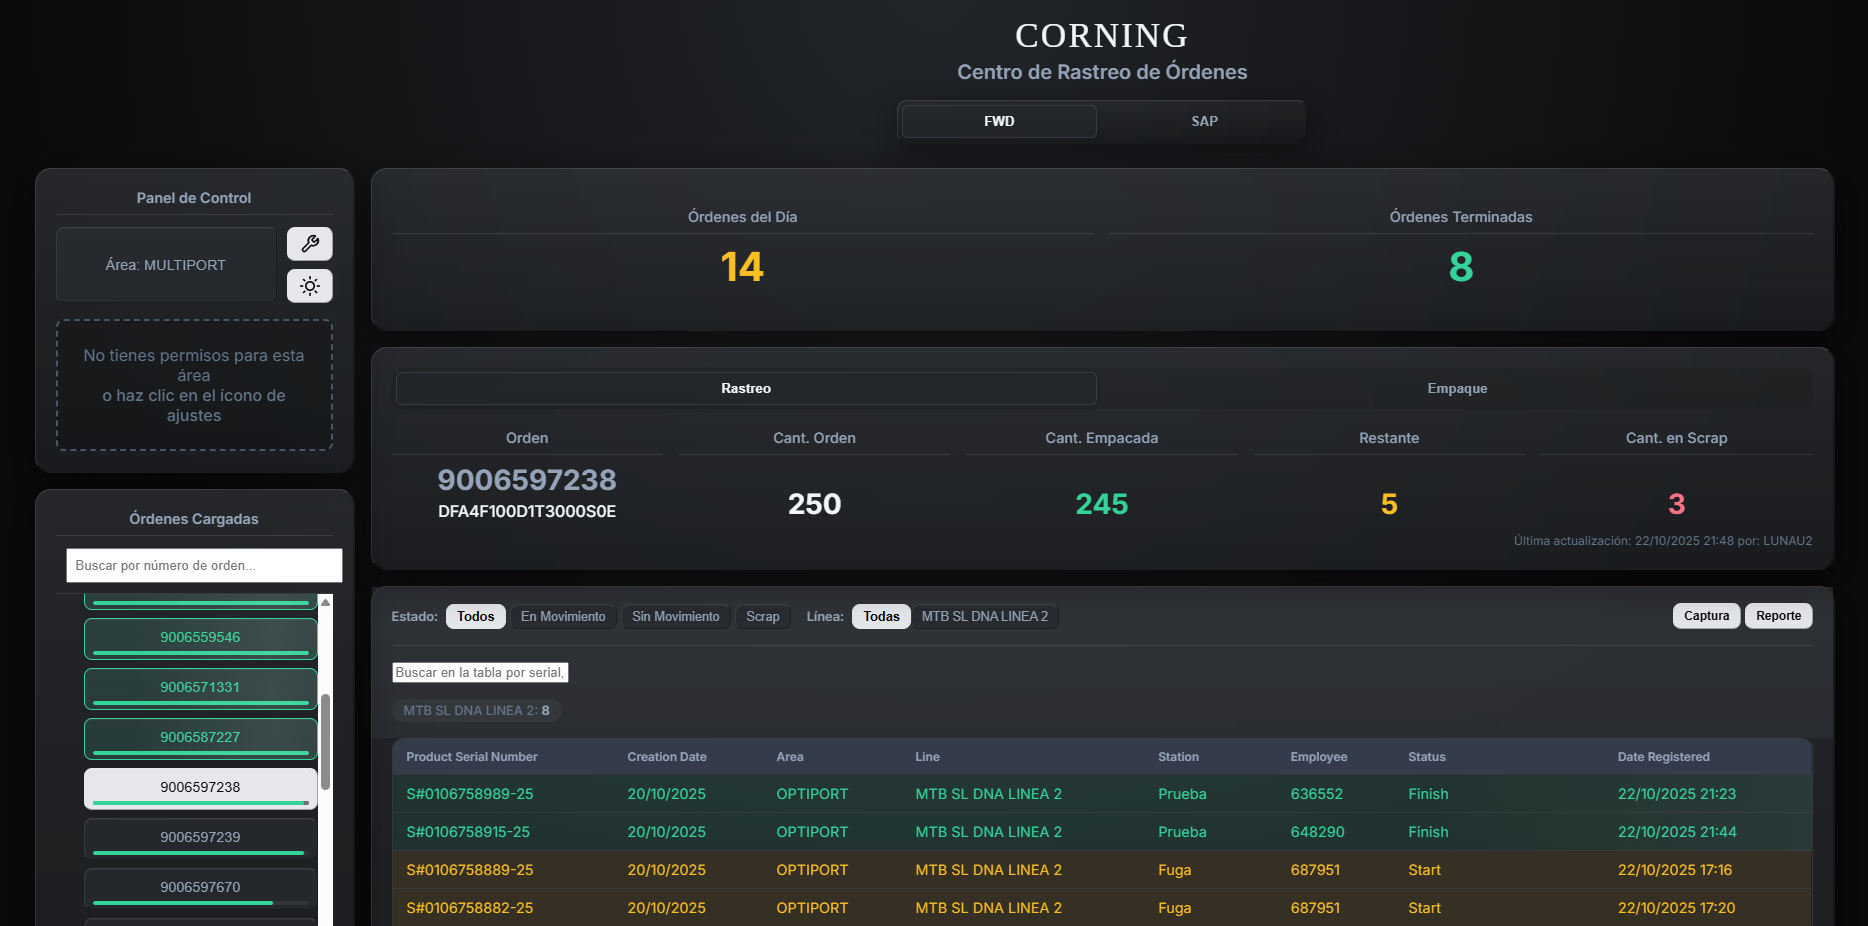 CORNING
Centro de Rastreo de Órdenes
FWD SAP
Panel de Control
Área: MULTIPORT
No tienes permisos para esta
área
o haz clic en el ícono de
ajustes
Órdenes Cargadas
Buscar por número de orden...
9006559546
9006571331
9006587227
9006597238
9006597239
9006597670
Órdenes del Día Órdenes Terminadas
14 8
Rastreo Empaque
Orden Cant. Orden Cant. Empacada Restante Cant. en Scrap
9006597238
DFA4F100D1T3000S0E
250 245 5 3
Última actualización: 22/10/2025 21:48 por: LUNAU2
Estado: Todos En Movimiento Sin Movimiento Scrap Línea: Todas MTB SL DNA LINEA 2 Captura Reporte
Buscar en la tabla por serial,
MTB SL DNA LINEA 2: 8
Product Serial Number Creation Date Area Line Station Employee Status Date Registered
S#0106758989-25 20/10/2025 OPTIPORT MTB SL DNA LINEA 2 Prueba 636552 Finish 22/10/2025 21:23
S#0106758915-25 20/10/2025 OPTIPORT MTB SL DNA LINEA 2 Prueba 648290 Finish 22/10/2025 21:44
S#0106758889-25 20/10/2025 OPTIPORT MTB SL DNA LINEA 2 Fuga 687951 Start 22/10/2025 17:16
S#0106758882-25 20/10/2025 OPTIPORT MTB SL DNA LINEA 2 Fuga 687951 Start 22/10/2025 17:20